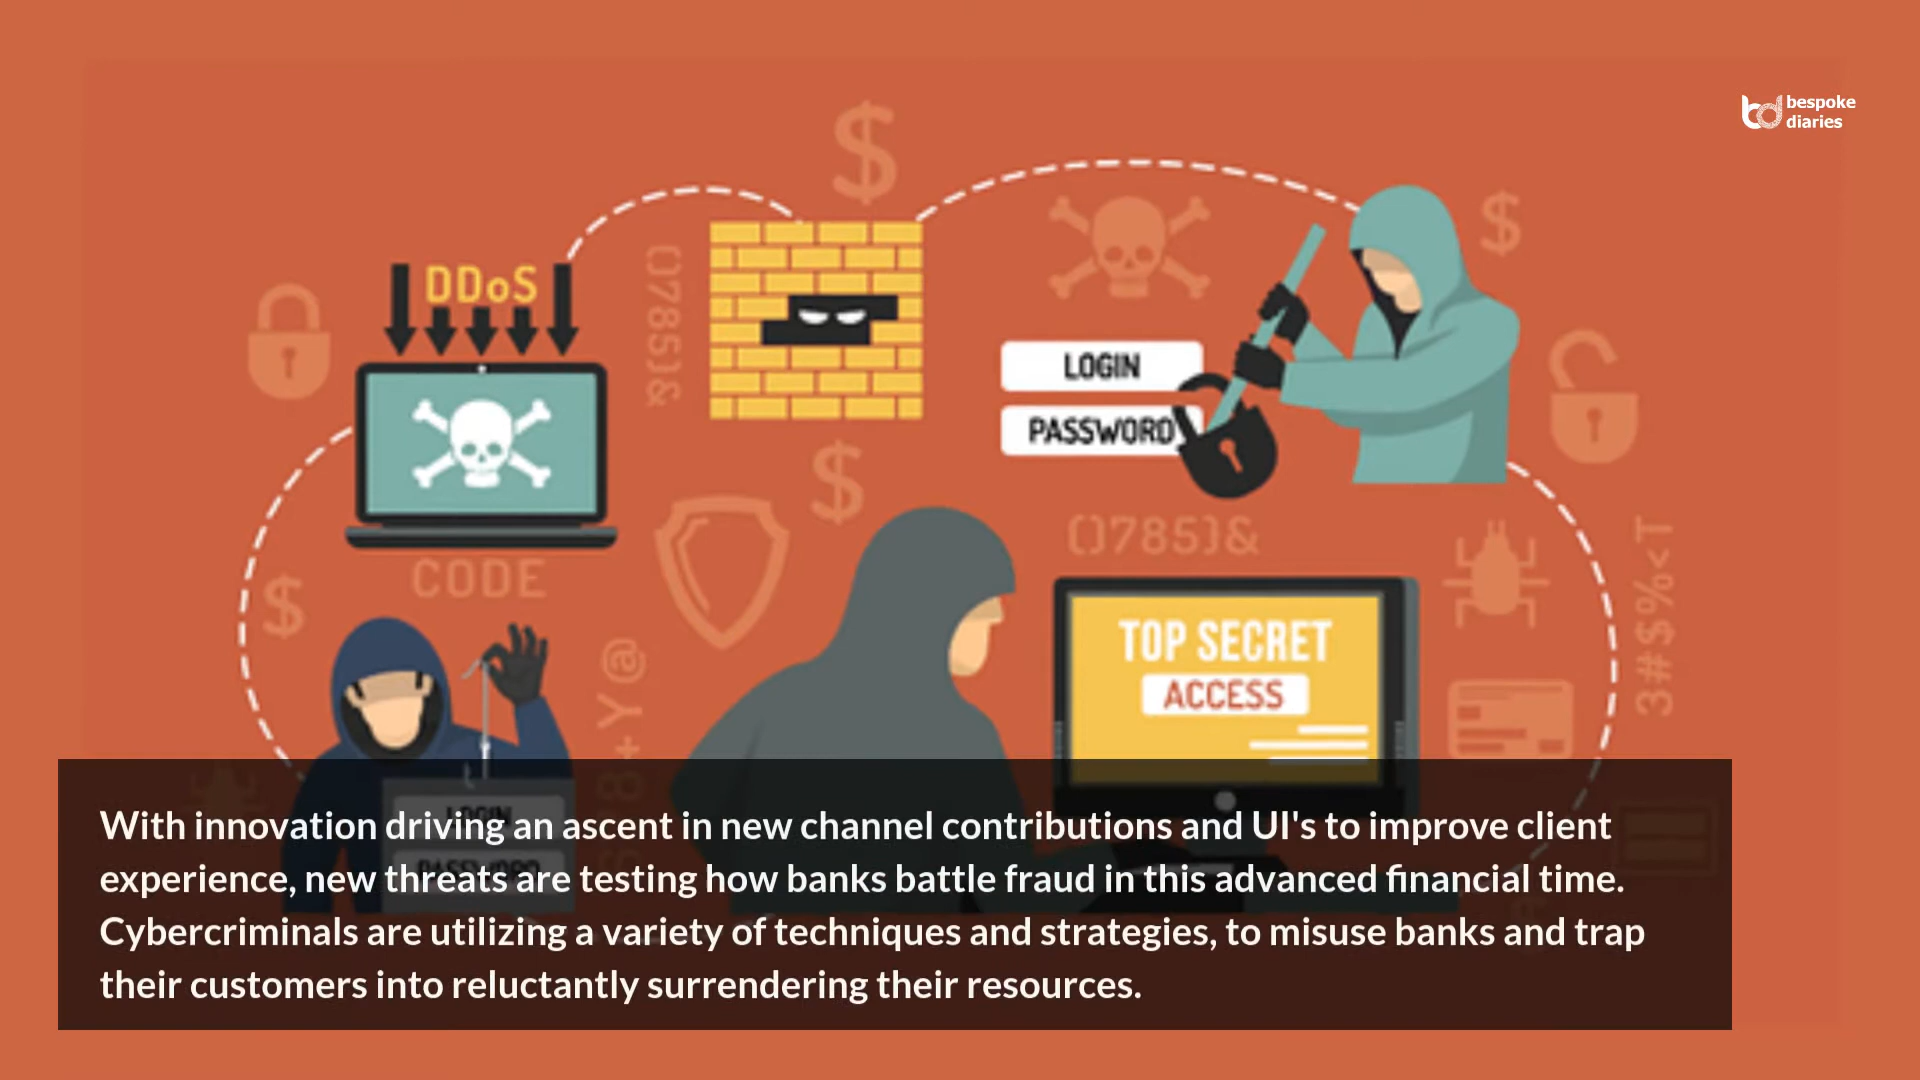 bespoke
diaries
DDoS
()785)&
LOGIN
PASSWORD
()785)&
CODE
3#$%<T
TOP SECRET
ACCESS
LOGIN
PASSWORD
With innovation driving an ascent in new channel contributions and UI's to improve client
experience, new threats are testing how banks battle fraud in this advanced financial time.
Cybercriminals are utilizing a variety of techniques and strategies, to misuse banks and trap
their customers into reluctantly surrendering their resources.